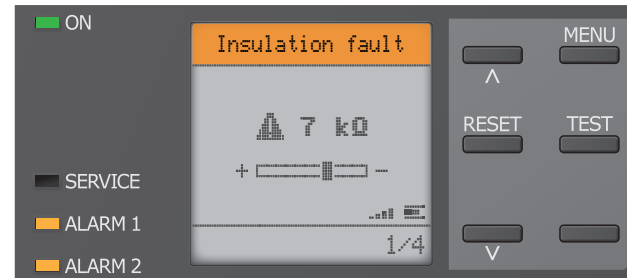 ON
MENU
Insulation fault
Λ
7 kΩ
RESET
TEST
+ −
SERVICE
ALARM 1
1/4
V
ALARM 2